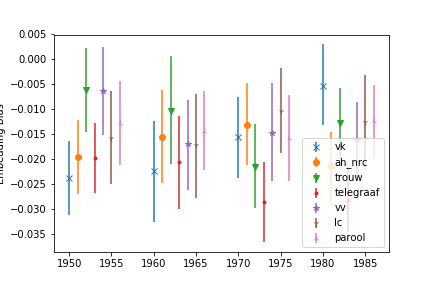 0.005
0.000
−0.005
−0.010
−0.015
−0.020
−0.025
−0.030
−0.035
Embedding Bias
1950
1955
1960
1965
1970
1975
1980
1985
vk
ah_nrc
trouw
telegraaf
vv
lc
parool